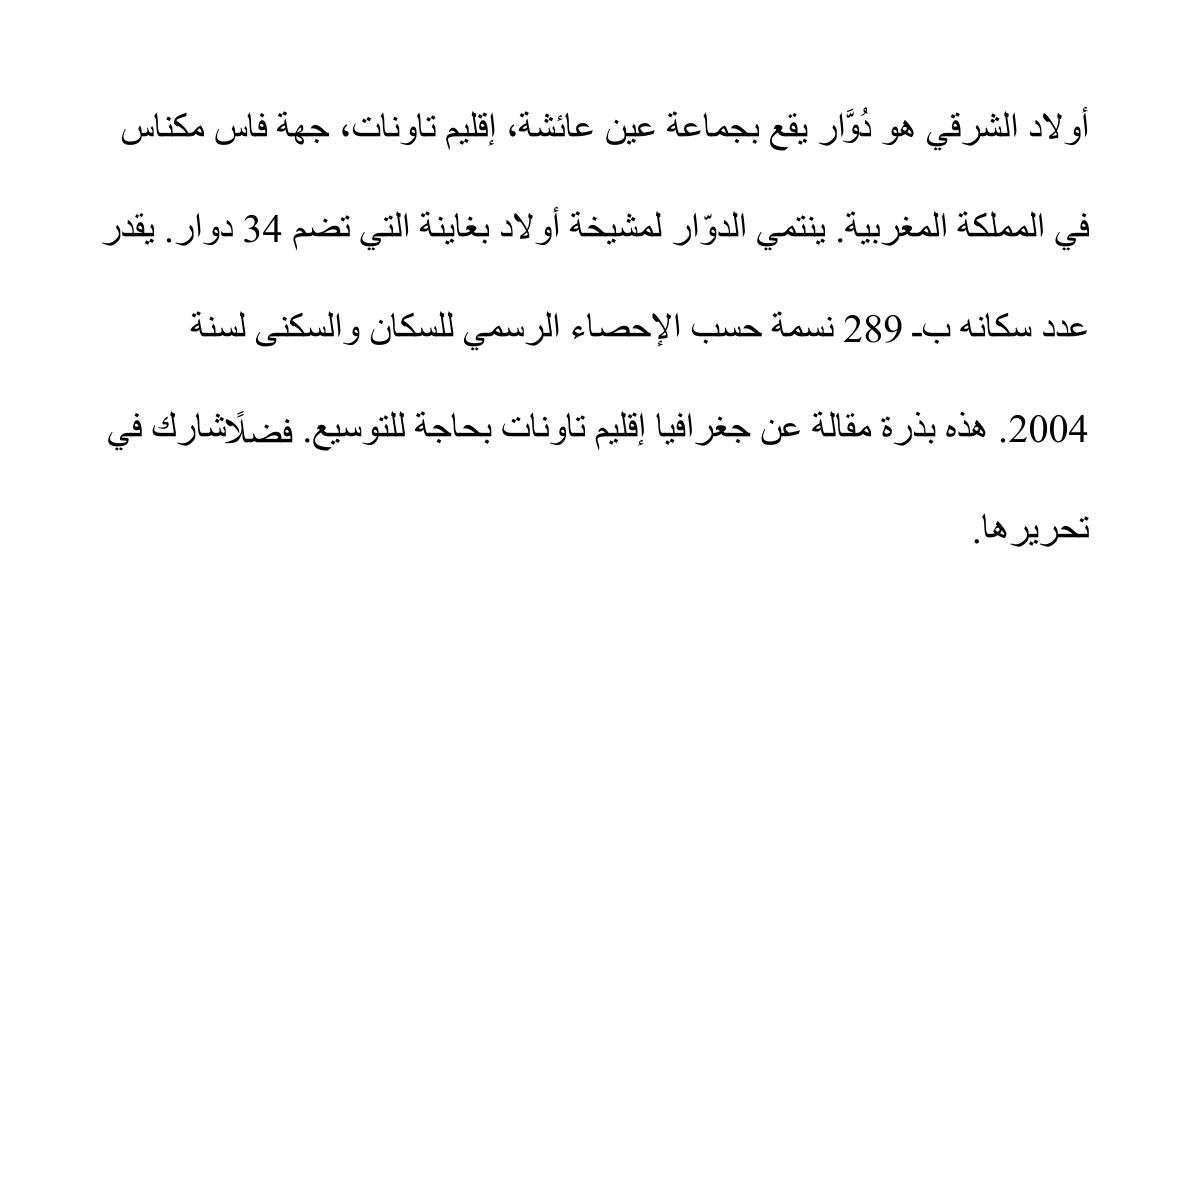 أولاد الشرقي هو دُوَّار يقع بجماعة عين عائشة، إقليم تاونات، جهة فاس مكناس
في المملكة المغربية. ينتمي الدوّار لمشيخة أولاد بغاينة التي تضم 34 دوار. يقدر
عدد سكانه بـ 289 نسمة حسب الإحصاء الرسمي للسكان والسكنى لسنة
2004. هذه بذرة مقالة عن جغرافيا إقليم تاونات بحاجة للتوسيع. فضلًاشارك في
تحريرها.